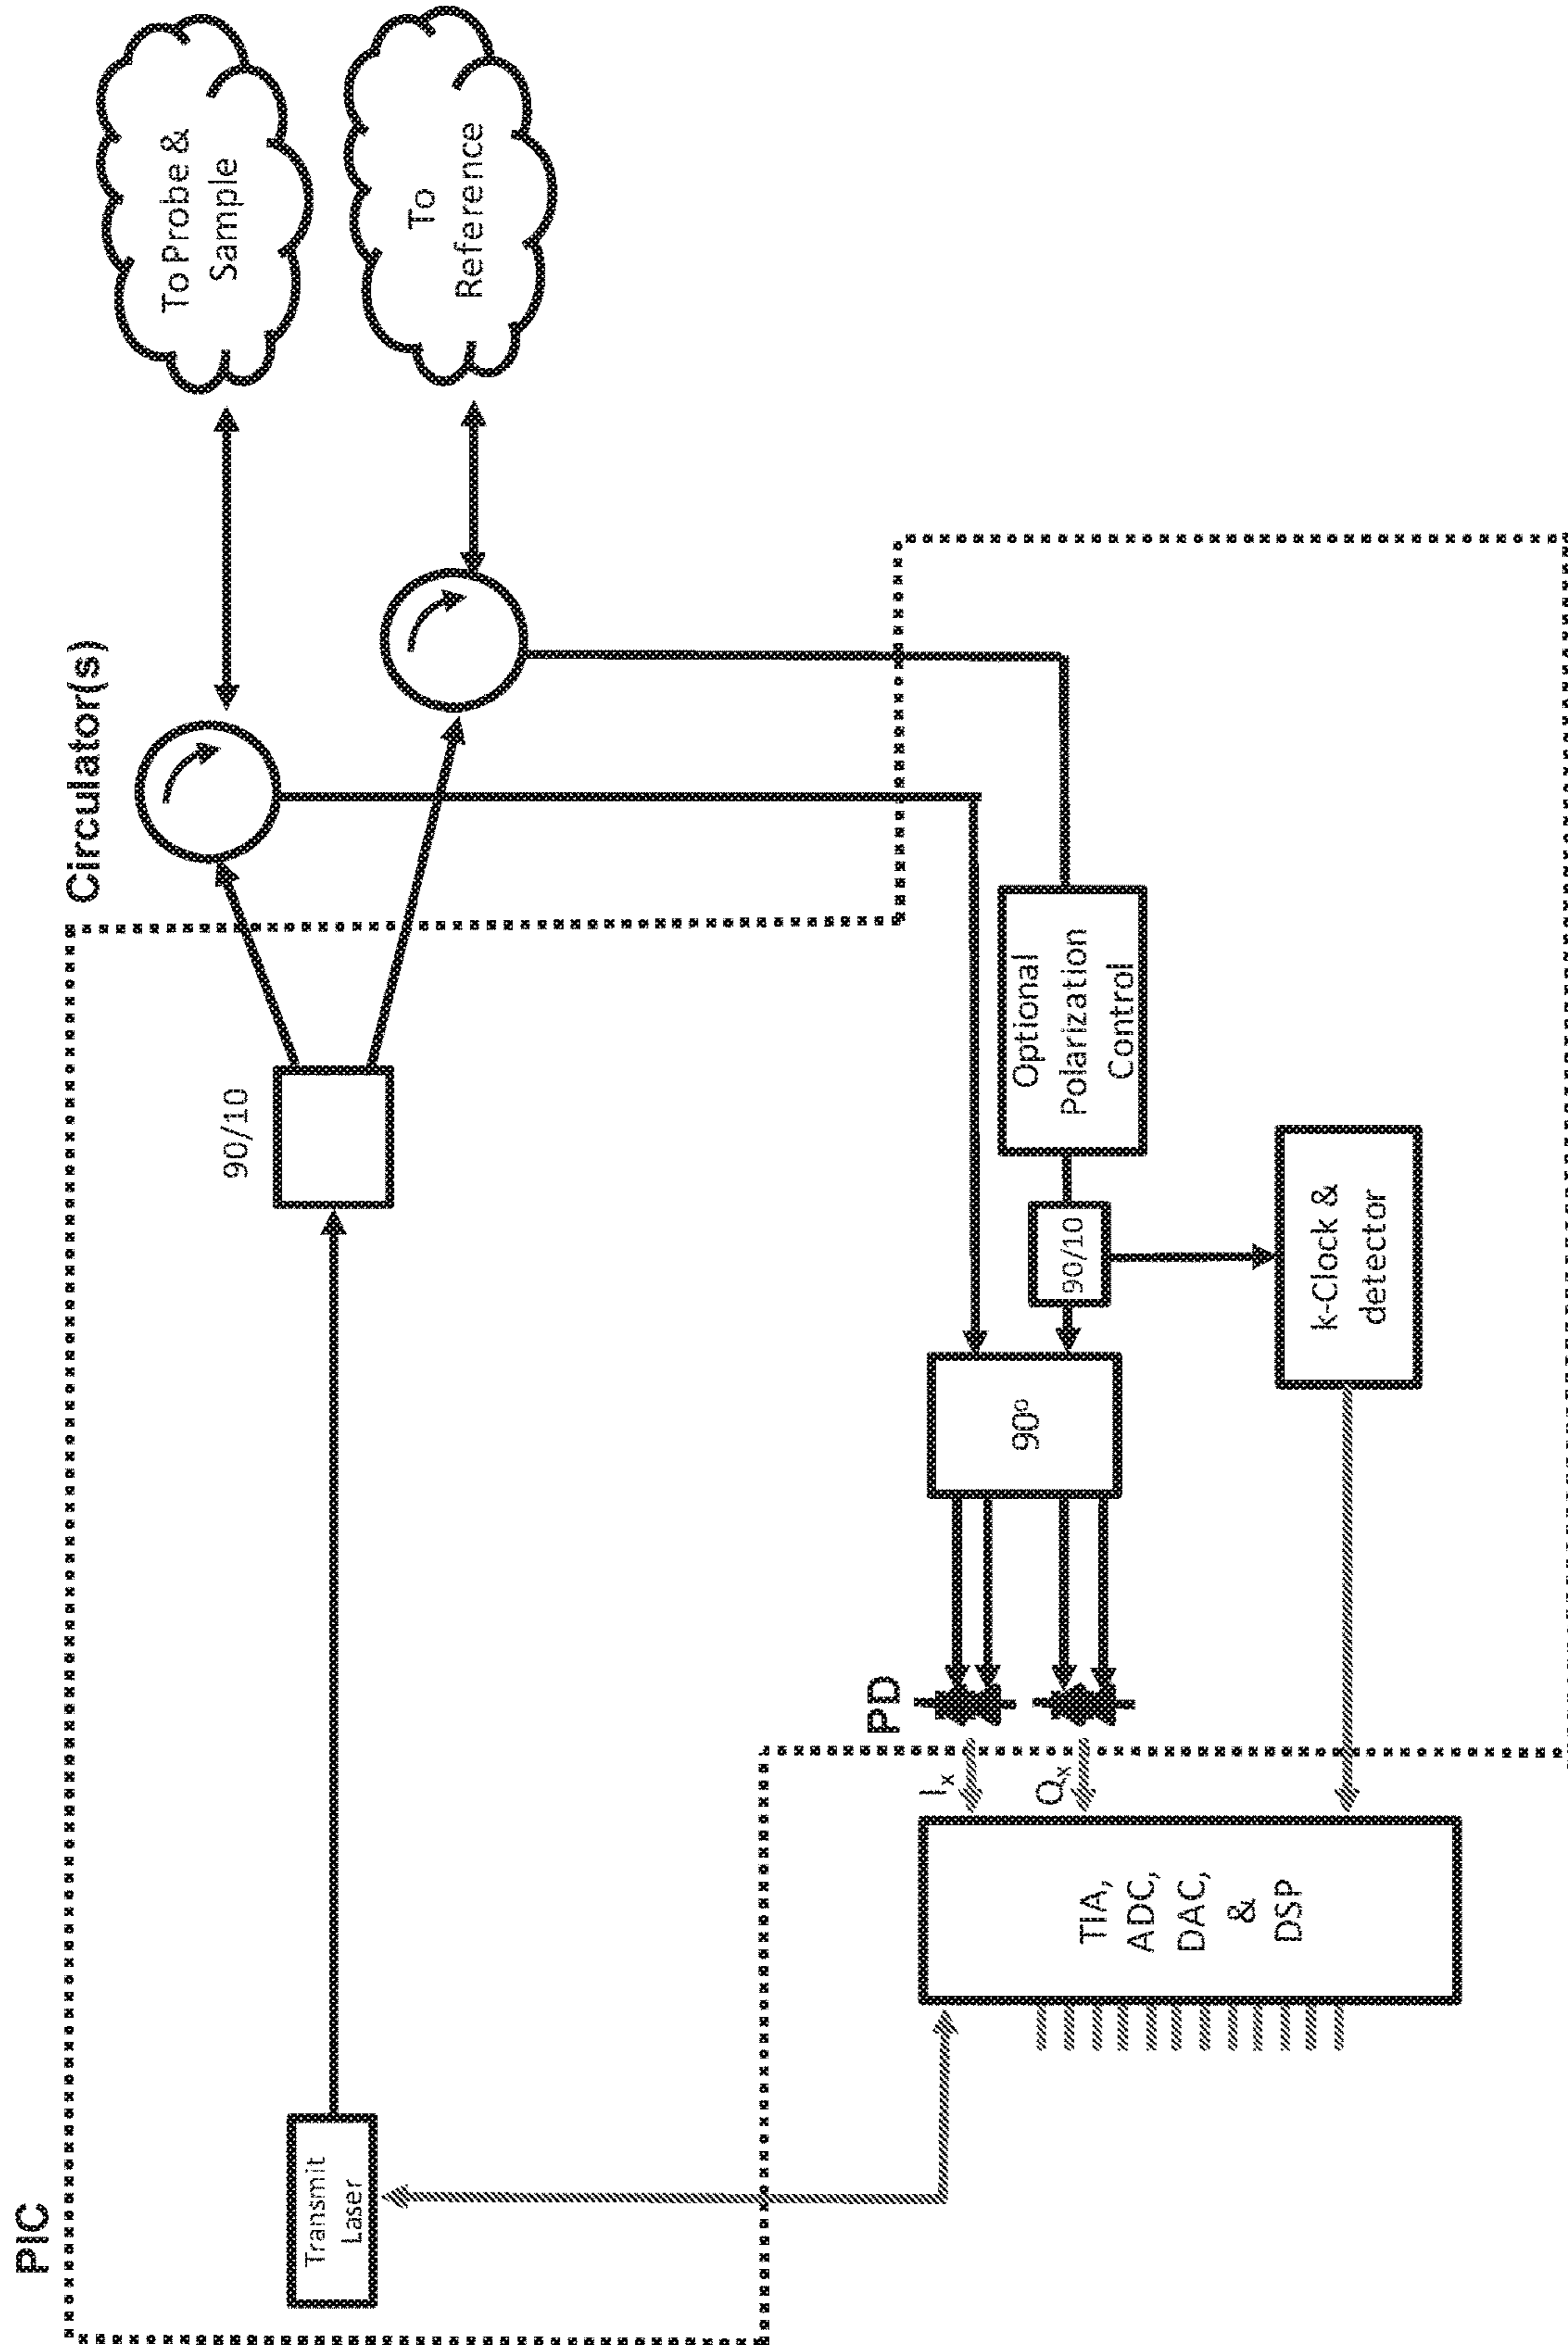 PIC
Circulator(s)
To Probe &
Sample
To
Reference
90/10
Transmit
Laser
PD
Iₓ
Qₓ
90º
90/10
Optional
Polarization
Control
k-Clock &
detector
TIA,
ADC,
DAC,
&
DSP